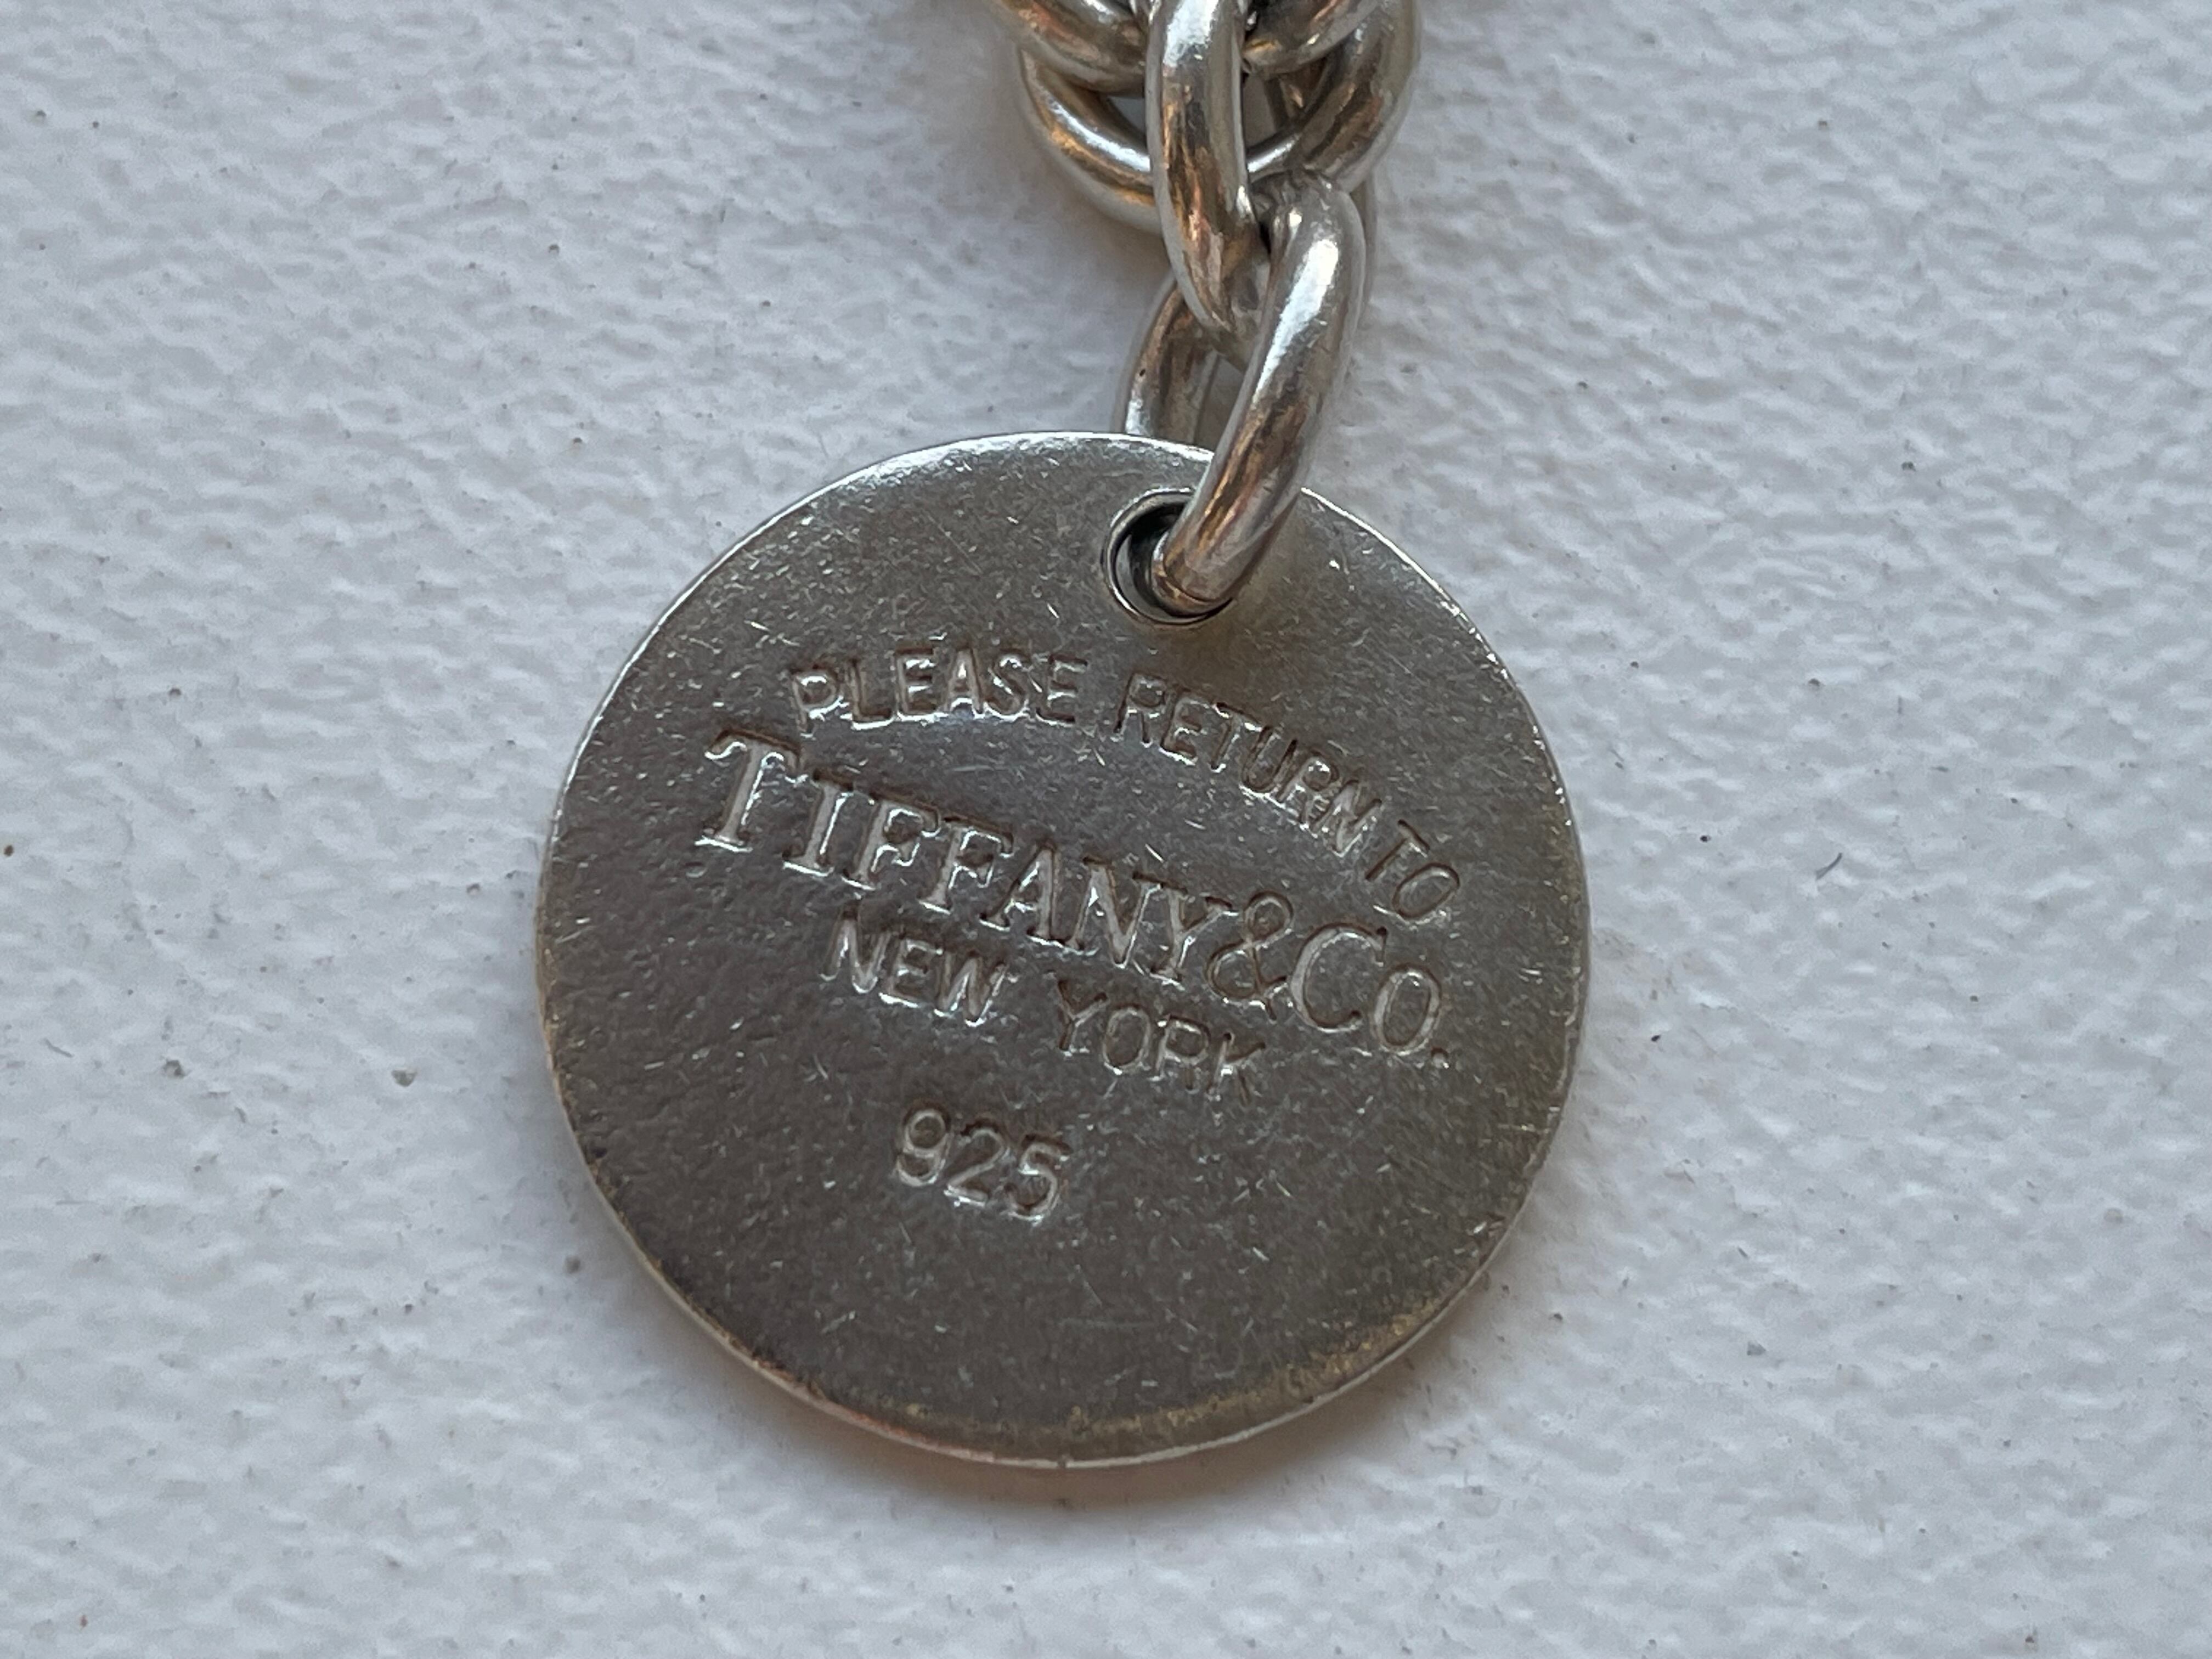 PLEASE RETURN TO
TIFFANY & CO.
NEW YORK
925